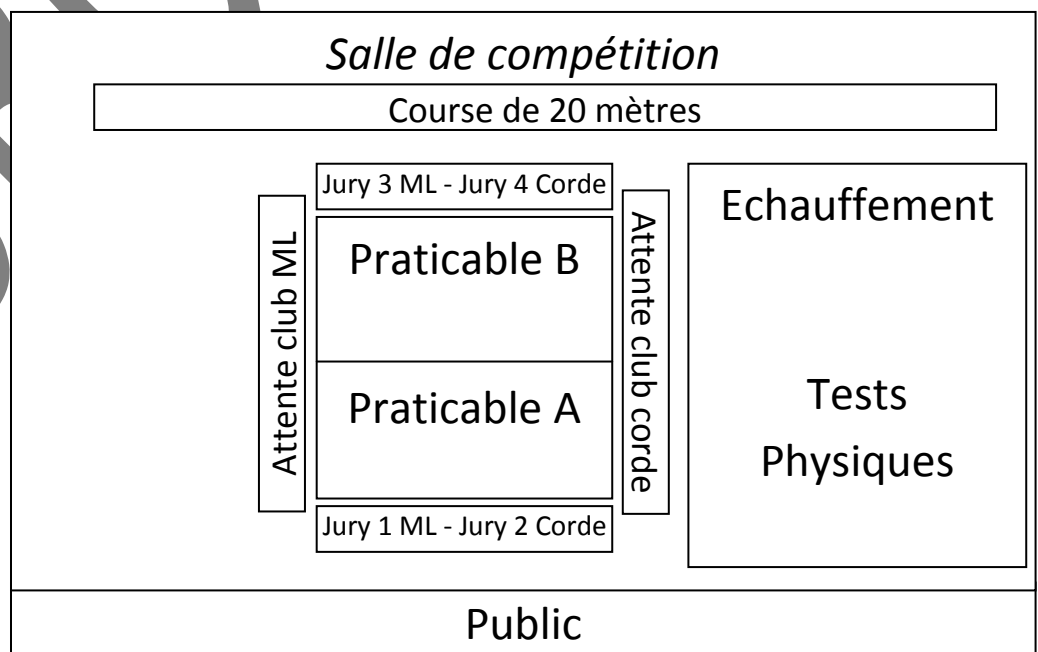 Salle de compétition
Course de 20 mètres
Jury 3 ML - Jury 4 Corde
Attente club ML
Praticable B
Praticable A
Attente club corde
Jury 1 ML - Jury 2 Corde
Echauffement
Tests
Physiques
Public